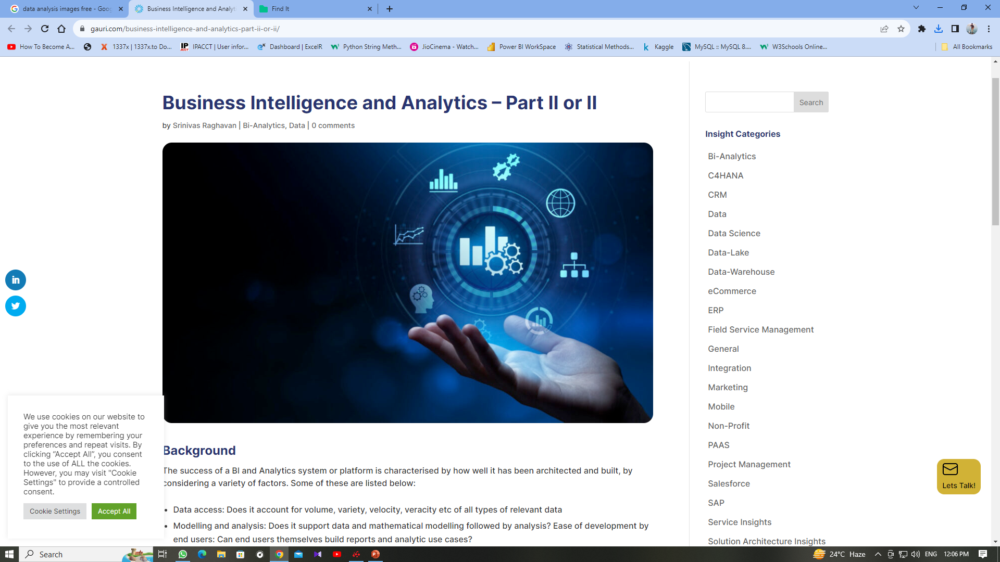 data analysis images free - Goog
Business Intelligence and Analyt
Find It
gauri.com/business-intelligence-and-analytics-part-ii-or-ii/
How To Become A...
1337x | 1337x.to Do...
IPACCT | User infor...
Dashboard | ExcelR
Python String Meth...
JioCinema - Watch...
Power BI WorkSpace
Statistical Methods...
Kaggle
MySQL :: MySQL 8....
W3Schools Online...
All Bookmarks
Business Intelligence and Analytics – Part II or II
by Srinivas Raghavan | Bi-Analytics, Data | 0 comments
Search
Insight Categories
Bi-Analytics
C4HANA
CRM
Data
Data Science
Data-Lake
Data-Warehouse
eCommerce
ERP
Field Service Management
General
Integration
Marketing
Mobile
Non-Profit
PAAS
Project Management
Salesforce
SAP
Service Insights
Solution Architecture Insights
in
We use cookies on our website to
give you the most relevant
experience by remembering your
preferences and repeat visits. By
clicking “Accept All”, you consent
to the use of ALL the cookies.
However, you may visit "Cookie
Settings" to provide a controlled
consent.
Cookie Settings
Accept All
Background
The success of a BI and Analytics system or platform is characterised by how well it has been architected and built, by
considering a variety of factors. Some of these are listed below:
• Data access: Does it account for volume, variety, velocity, veracity etc of all types of relevant data
• Modelling and analysis: Does it support data and mathematical modelling followed by analysis? Ease of development by
end users: Can end users themselves build reports and analytic use cases?
Lets Talk!
Search
24°C Haze
ENG
12:06 PM